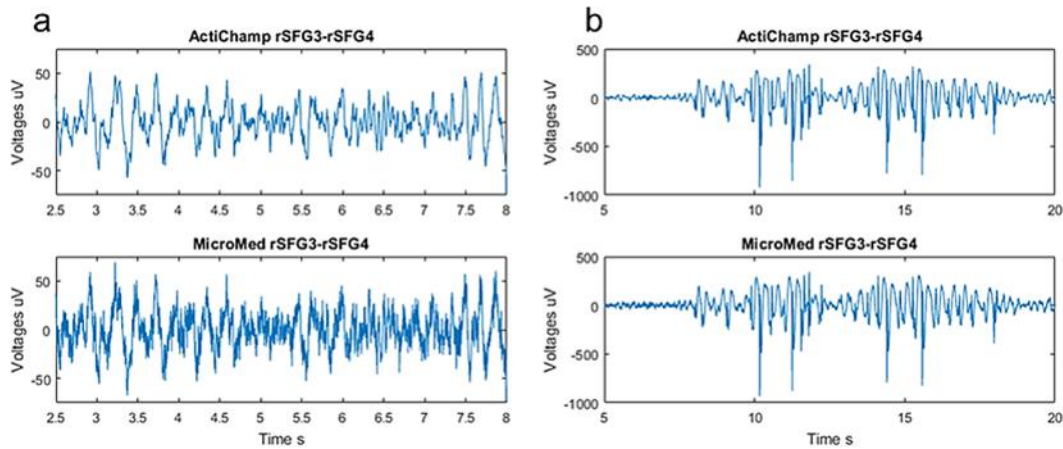 a
ActiChamp rSFG3-rSFG4
Voltages uV
50
0
-50
2.5 3 3.5 4 4.5 5 5.5 6 6.5 7 7.5 8
MicroMed rSFG3-rSFG4
Voltages uV
50
0
-50
2.5 3 3.5 4 4.5 5 5.5 6 6.5 7 7.5 8
Time s
b
ActiChamp rSFG3-rSFG4
Voltages uV
500
0
-500
-1000
5 10 15 20
MicroMed rSFG3-rSFG4
Voltages uV
500
0
-500
-1000
5 10 15 20
Time s